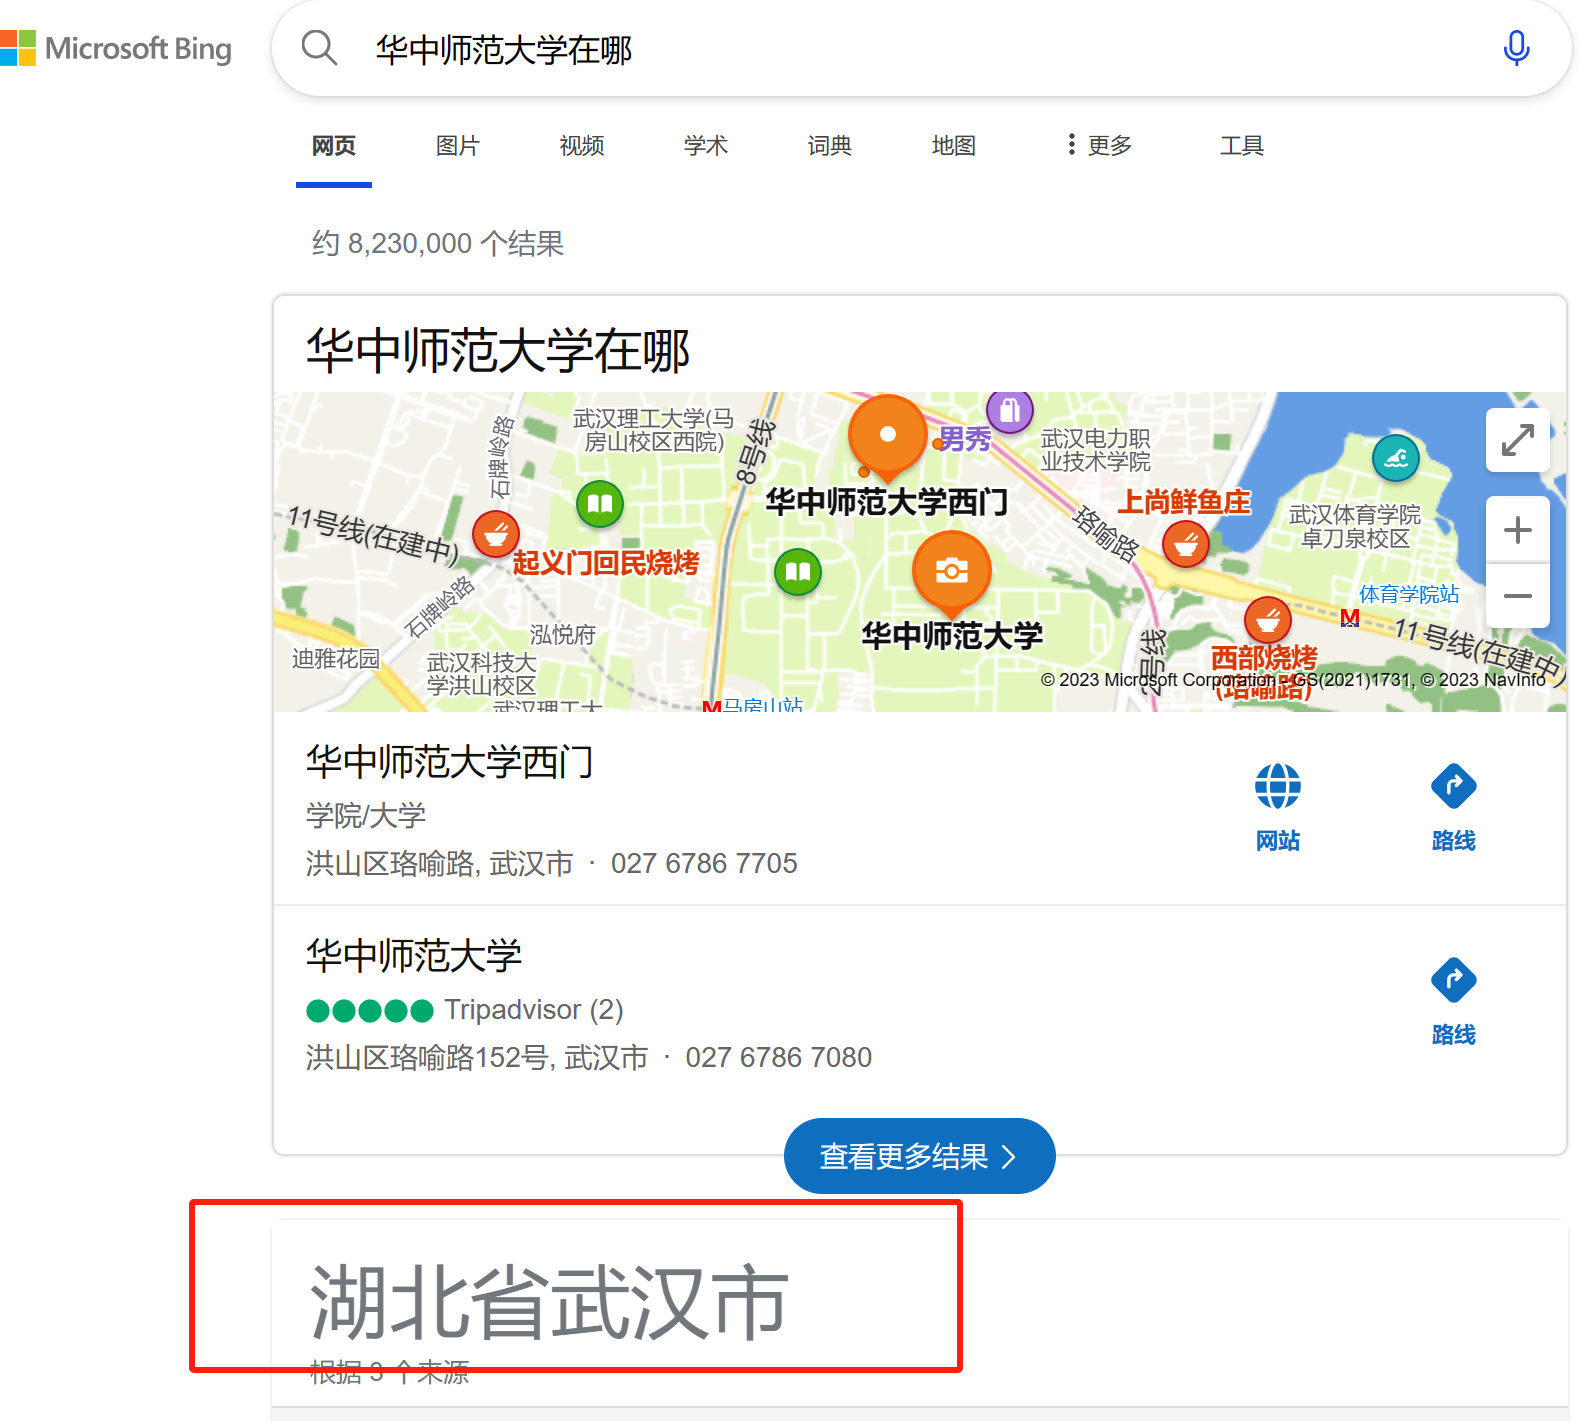 Microsoft Bing
华中师范大学在哪
网页
图片
视频
学术
词典
地图
更多
工具
约 8,230,000 个结果
华中师范大学在哪
石牌岭路
武汉理工大学(马
房山校区西院)
8号线
男秀
武汉电力职
业技术学院
华中师范大学西门
上尚鲜鱼庄
珞喻路
武汉体育学院
卓刀泉校区
11号线(在建中)
起义门回民烧烤
石牌岭路
泓悦府
华中师范大学
体育学院站
11号线(在建中)
迪雅花园
武汉科技大
学洪山校区
武汉理工大
马房山站
2号线
西部烧烤
(珞喻路)
© 2023 Microsoft Corporation - GS(2021)1731, © 2023 NavInfo
华中师范大学西门
学院/大学
洪山区珞喻路, 武汉市 · 027 6786 7705
网站
路线
华中师范大学
Tripadvisor (2)
洪山区珞喻路152号, 武汉市 · 027 6786 7080
路线
查看更多结果
湖北省武汉市
根据 3 个来源